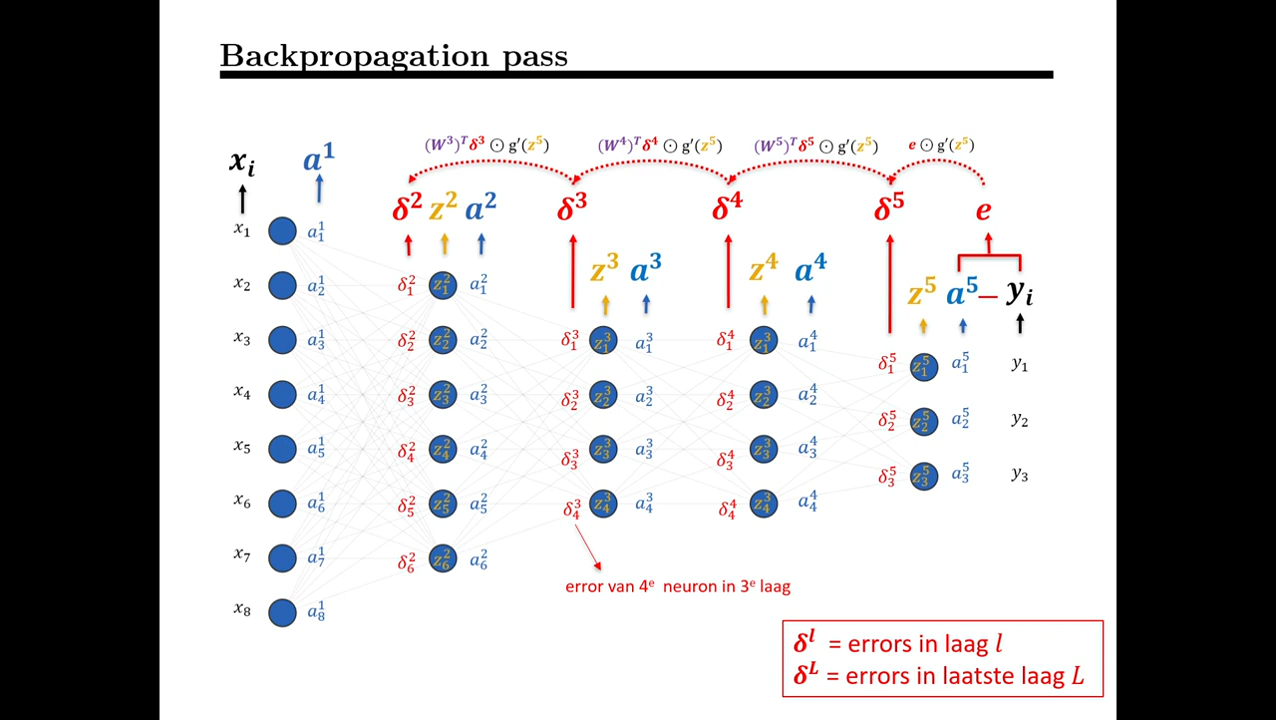 Backpropagation pass
(W³)ᵀδ³ ⊙ g′(z⁵) (W⁴)ᵀδ⁴ ⊙ g′(z⁵) (W⁵)ᵀδ⁵ ⊙ g′(z⁵) e ⊙ g′(z⁵)
xᵢ a¹
δ² z² a² δ³ δ⁴ δ⁵ e
z³ a³ z⁴ a⁴
z⁵ a⁵ – yᵢ
x₁ a₁¹
x₂ a₂¹ δ₁² z₁² a₁²
x₃ a₃¹ δ₂² z₂² a₂² δ₁³ z₁³ a₁³ δ₁⁴ z₁³ a₁⁴
δ₁⁵ z₁⁵ a₁⁵ y₁
x₄ a₄¹ δ₃² z₃² a₃² δ₂³ z₂³ a₂³ δ₂⁴ z₂³ a₂⁴
δ₂⁵ z₂⁵ a₂⁵ y₂
x₅ a₅¹ δ₄² z₄² a₄² δ₃³ z₃³ a₃³ δ₃⁴ z₃³ a₃⁴
δ₃⁵ z₃⁵ a₃⁵ y₃
x₆ a₆¹ δ₅² z₅² a₅² δ₄³ z₄³ a₄³ δ₄⁴ z₄³ a₄⁴
x₇ a₇¹ δ₆² z₆² a₆²
error van 4ᵉ neuron in 3ᵉ laag
x₈ a₈¹
δˡ = errors in laag l
δᴸ = errors in laatste laag L